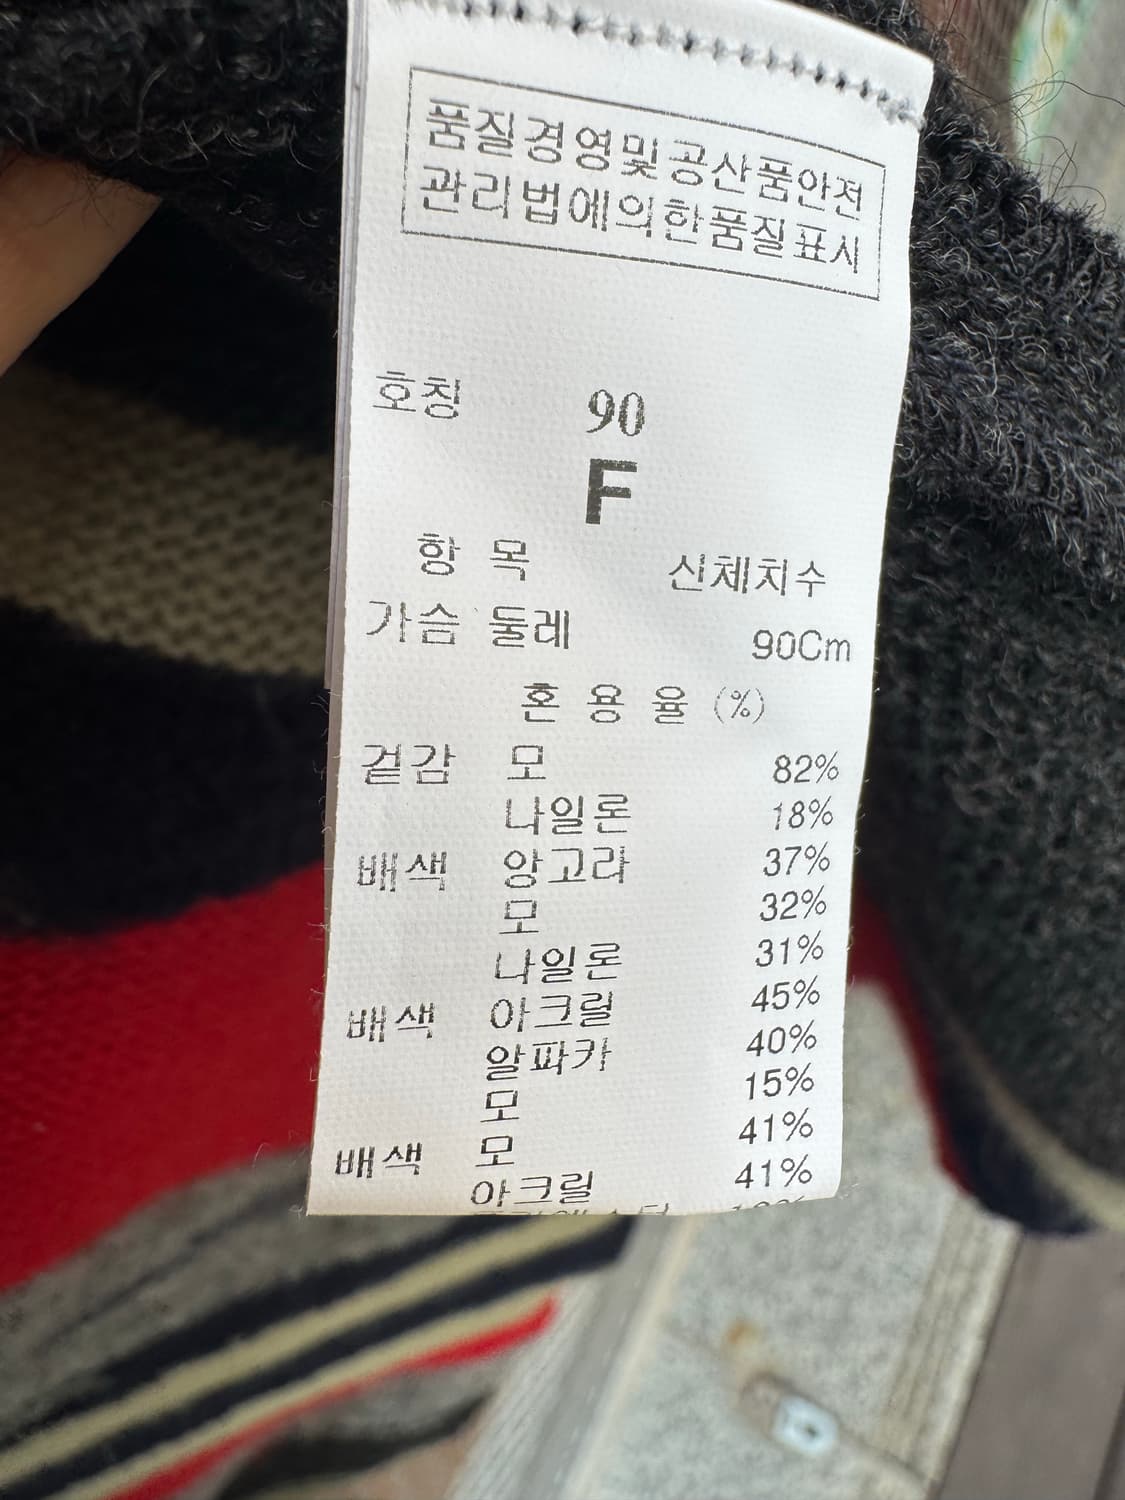 품질경영및공산품안전
관리법에의한품질표시
호칭 90
F
항 목 신체치수
가슴 둘레 90Cm
혼 용 율 (%)
겉감 모 82%
나일론 18%
배색 앙고라 37%
모 32%
나일론 31%
배색 아크릴 45%
알파카 40%
모 15%
배색 모 41%
아크릴 41%